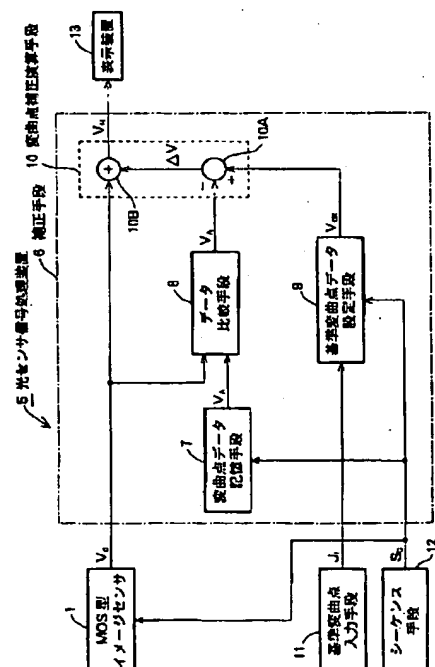 5 光センサ信号処理装置
6 補正手段
10 変曲点補正演算手段
13
表示装置
V_N
10B
+
ΔV
10A
−
+
V_A
8
データ
比較手段
V_A
7
変曲点データ
記憶手段
V_OR
9
基準変曲点データ
設定手段
V_O
1
MOS型
イメージセンサ
J_I
11
基準変曲点
入力手段
S_C
12
シーケンス
手段